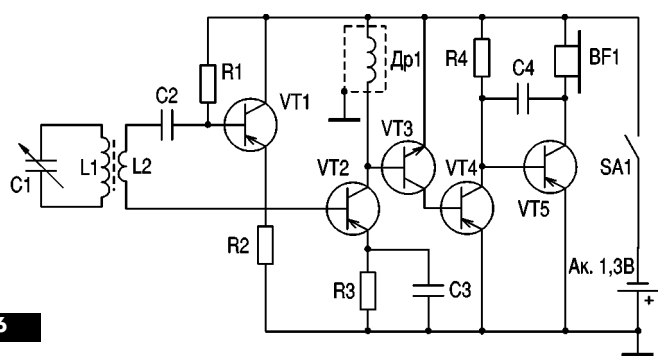 R1
Др1
R4
C4
BF1
C2
VT1
VT3
L1
L2
VT2
VT4
SA1
C1
VT5
R2
Ак. 1,3В
R3
C3
+
6